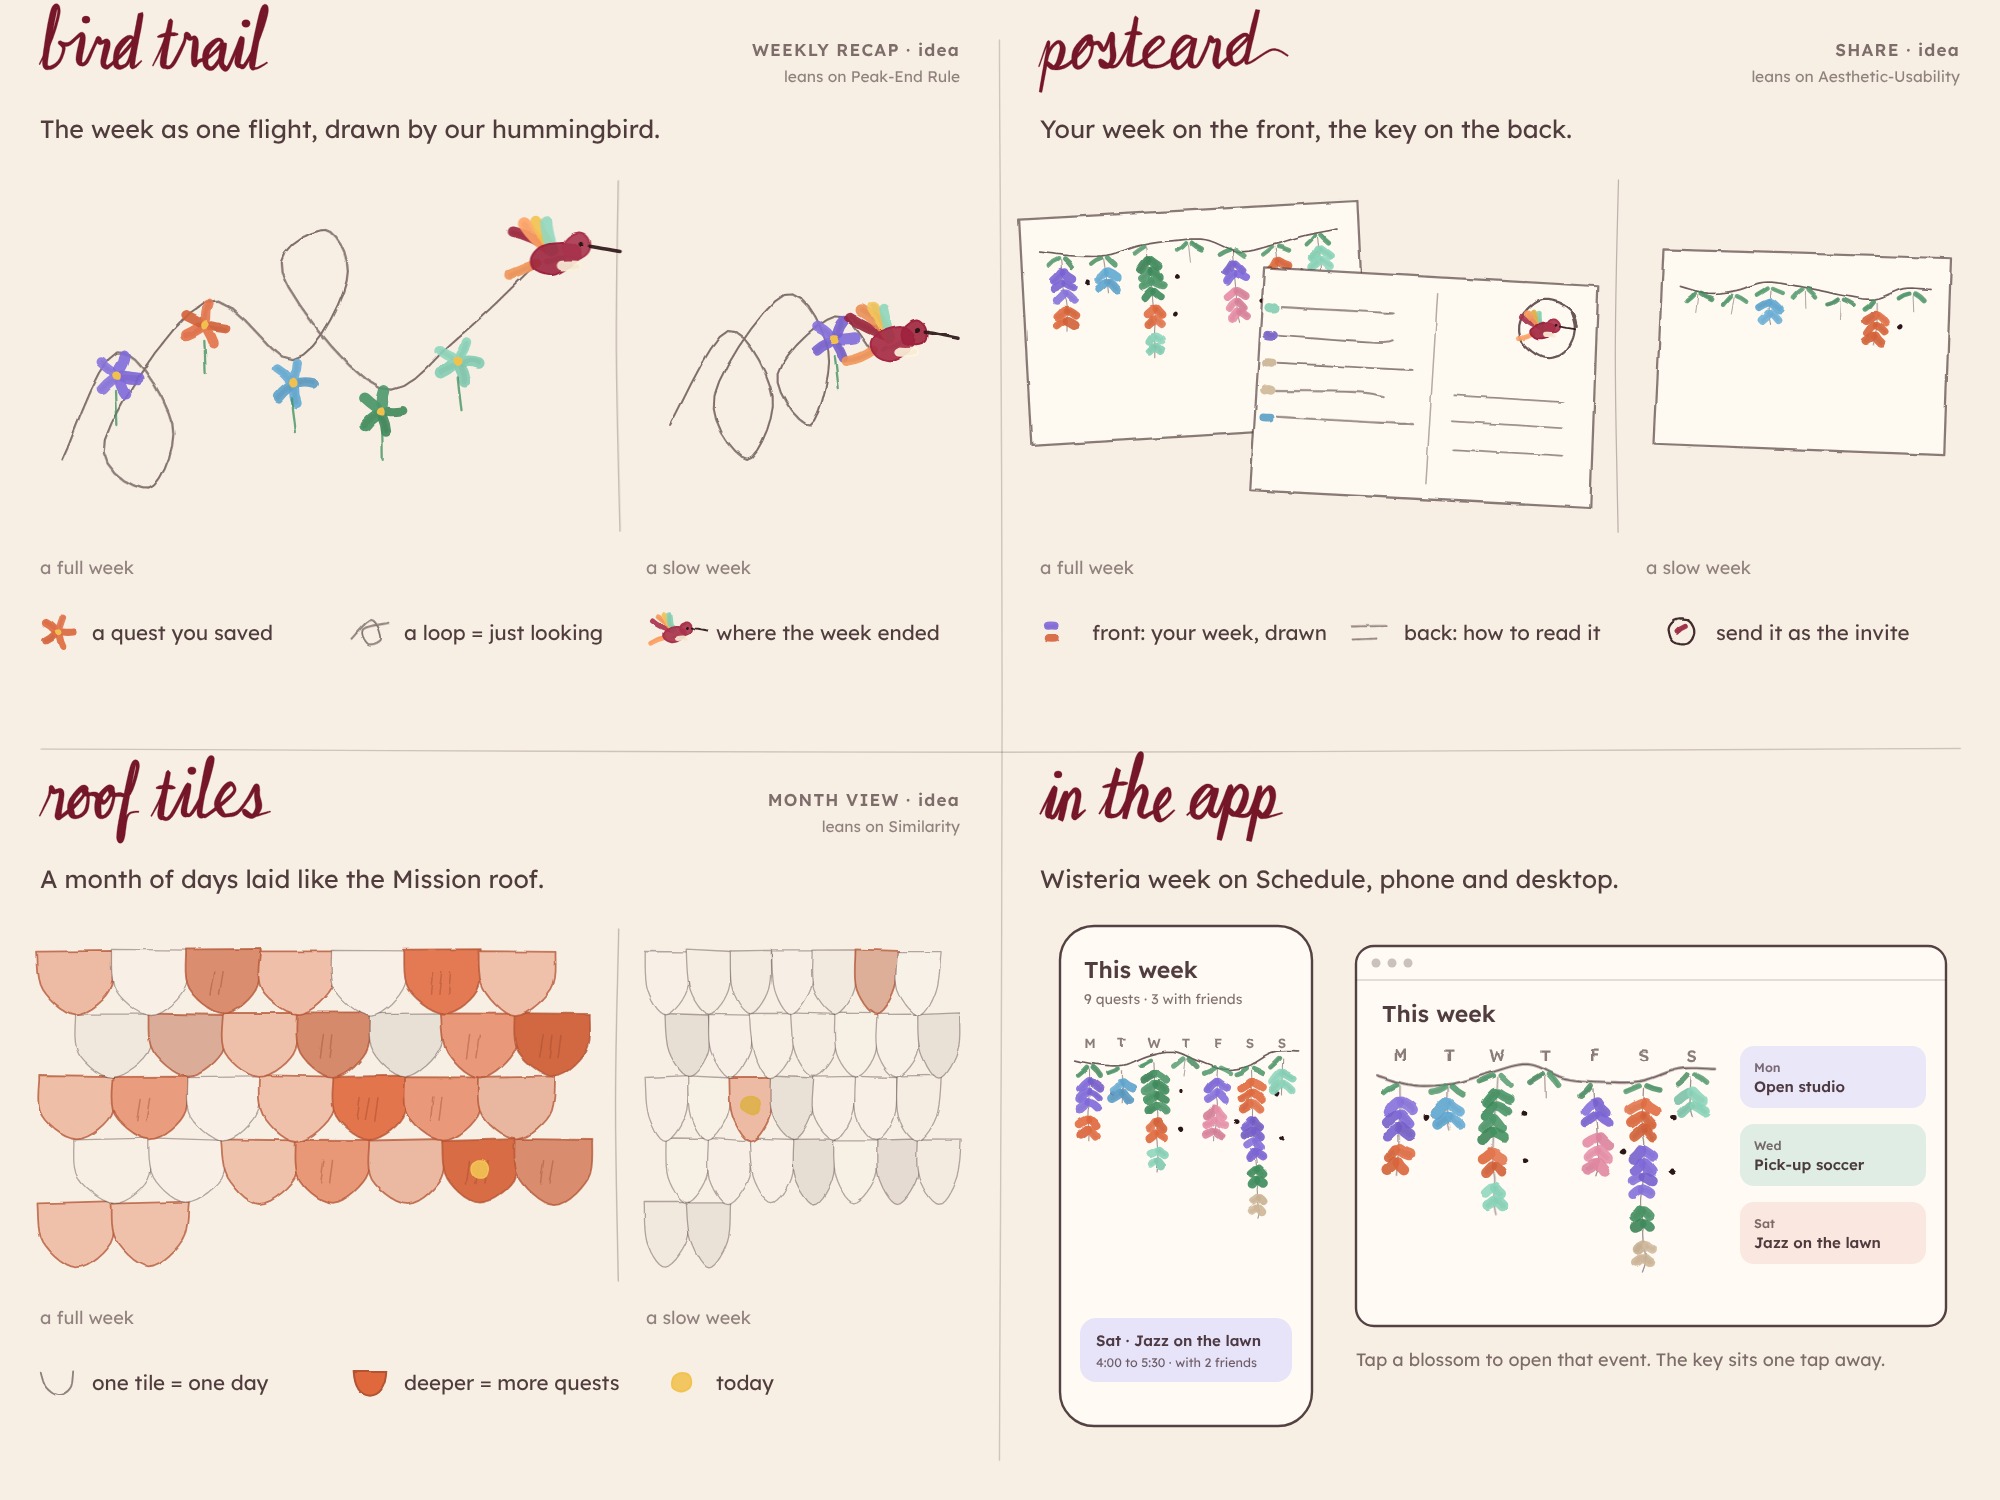 bird trail
WEEKLY RECAP · idea
leans on Peak-End Rule
The week as one flight, drawn by our hummingbird.
a full week
a slow week
a quest you saved
a loop = just looking
where the week ended
postcard
SHARE · idea
leans on Aesthetic-Usability
Your week on the front, the key on the back.
a full week
a slow week
front: your week, drawn
back: how to read it
send it as the invite
roof tiles
MONTH VIEW · idea
leans on Similarity
A month of days laid like the Mission roof.
a full week
a slow week
one tile = one day
deeper = more quests
today
in the app
Wisteria week on Schedule, phone and desktop.
This week
9 quests · 3 with friends
M T W T F S S
Sat · Jazz on the lawn
4:00 to 5:30 · with 2 friends
This week
M T W T F S S
Mon
Open studio
Wed
Pick-up soccer
Sat
Jazz on the lawn
Tap a blossom to open that event. The key sits one tap away.